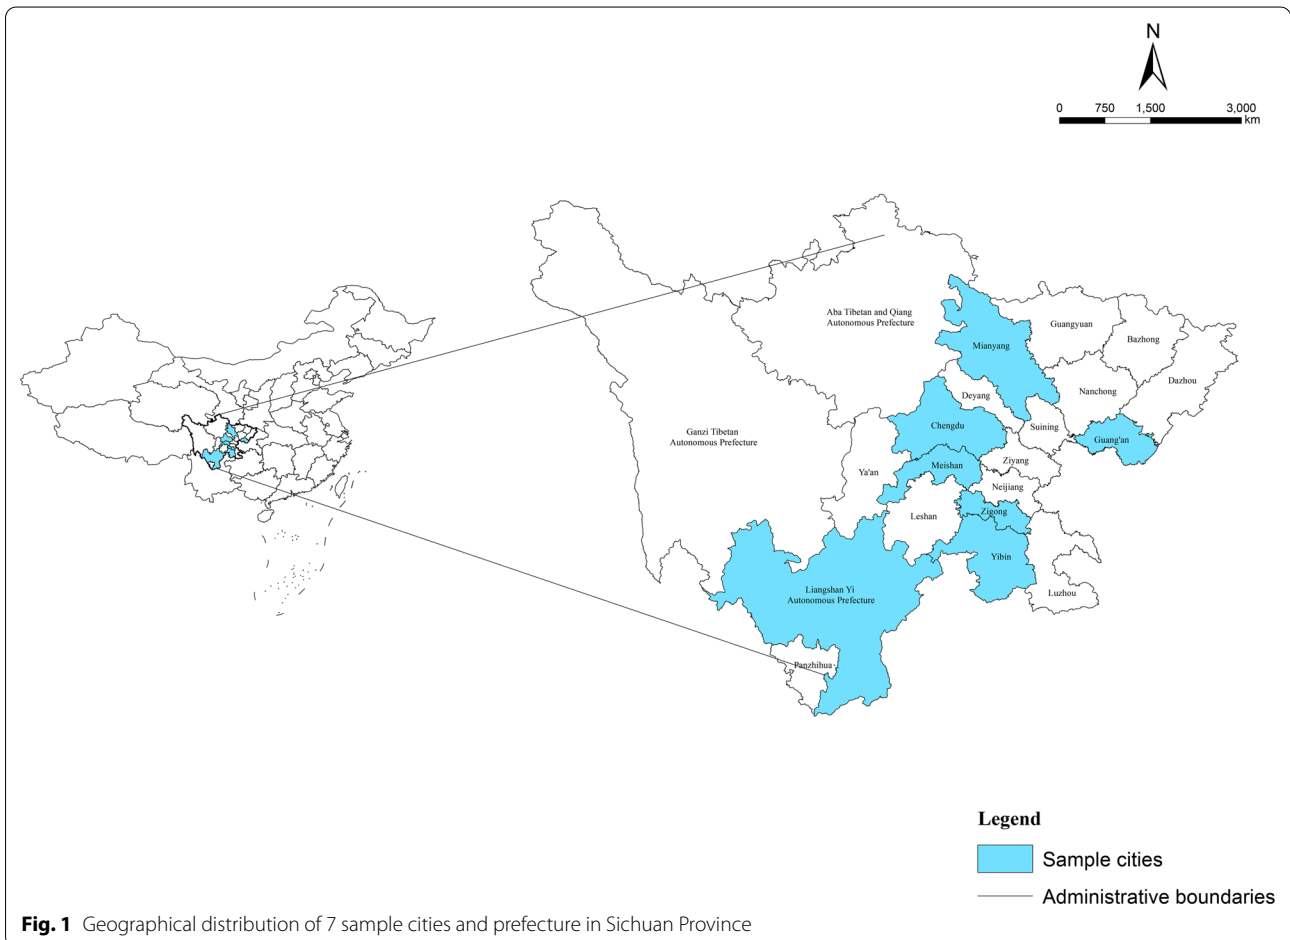 N
0 750 1,500 3,000
km
Aba Tibetan and Qiang
Autonomous Prefecture
Guangyuan
Bazhong
Mianyang
Dazhou
Nanchong
Deyang
Chengdu
Suining
Ganzi Tibetan
Autonomous Prefecture
Guang'an
Ya'an
Meishan
Ziyang
Neijiang
Leshan
Zigong
Yibin
Liangshan Yi
Autonomous Prefecture
Luzhou
Panzhihua
Legend
Sample cities
Administrative boundaries
Fig. 1 Geographical distribution of 7 sample cities and prefecture in Sichuan Province